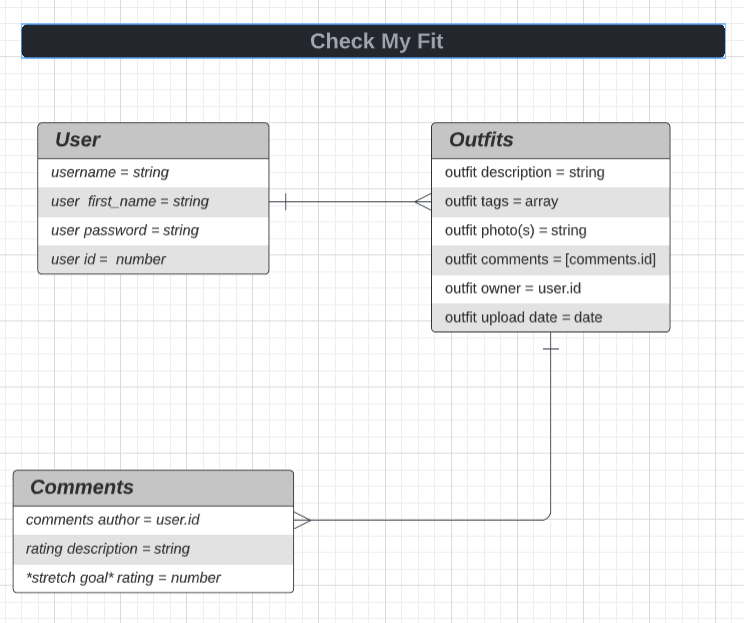 Check My Fit
User
username = string
user first_name = string
user password = string
user id = number
Outfits
outfit description = string
outfit tags = array
outfit photo(s) = string
outfit comments = [comments.id]
outfit owner = user.id
outfit upload date = date
Comments
comments author = user.id
rating description = string
*stretch goal* rating = number